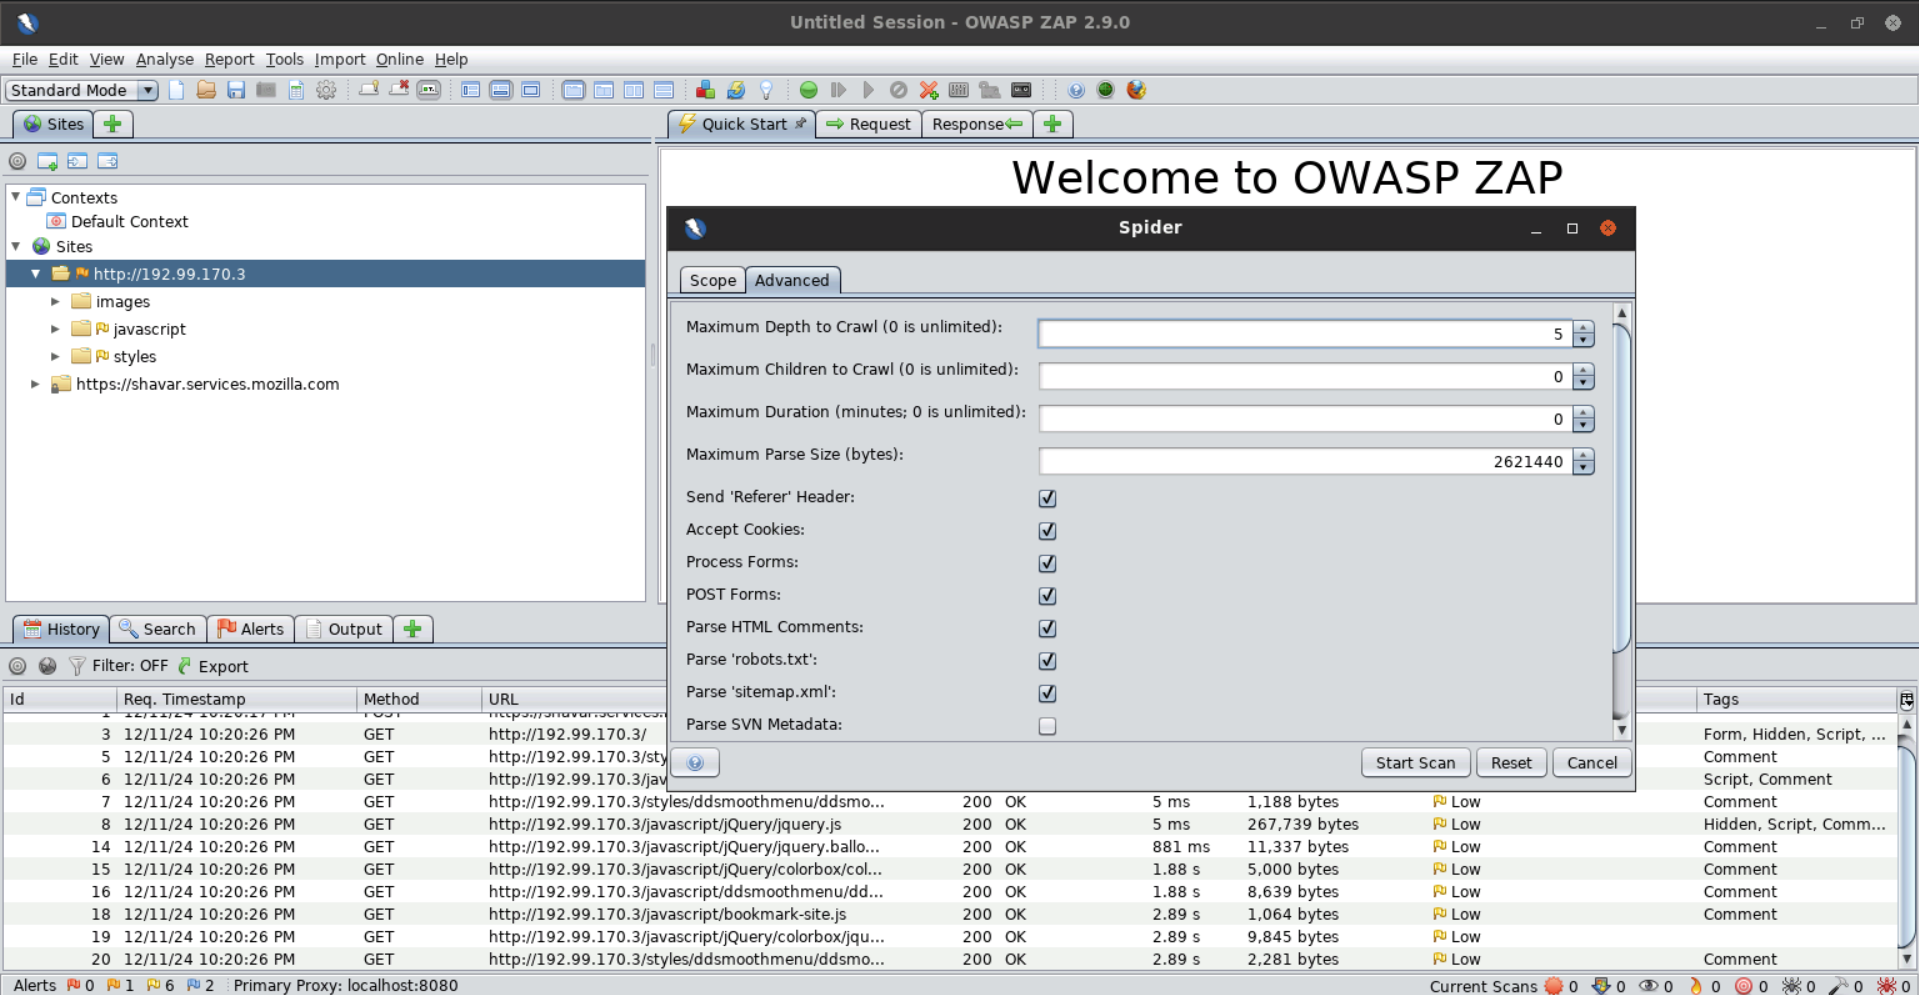 Untitled Session - OWASP ZAP 2.9.0
File Edit View Analyse Report Tools Import Online Help
Standard Mode
Sites
Quick Start
Request
Response
Contexts
Default Context
Sites
http://192.99.170.3
images
javascript
styles
https://shavar.services.mozilla.com
Welcome to OWASP ZAP
Spider
Scope Advanced
Maximum Depth to Crawl (0 is unlimited): 5
Maximum Children to Crawl (0 is unlimited): 0
Maximum Duration (minutes; 0 is unlimited): 0
Maximum Parse Size (bytes): 2621440
Send 'Referer' Header:
Accept Cookies:
Process Forms:
POST Forms:
Parse HTML Comments:
Parse 'robots.txt':
Parse 'sitemap.xml':
Parse SVN Metadata:
Start Scan Reset Cancel
History Search Alerts Output
Filter: OFF Export
Id Req. Timestamp Method URL Tags
1 12/11/24 10:20:17 PM POST https://shavar.services.
3 12/11/24 10:20:26 PM GET http://192.99.170.3/ Form, Hidden, Script, ...
5 12/11/24 10:20:26 PM GET http://192.99.170.3/sty Comment
6 12/11/24 10:20:26 PM GET http://192.99.170.3/jav Script, Comment
7 12/11/24 10:20:26 PM GET http://192.99.170.3/styles/ddsmoothmenu/ddsmo... 200 OK 5 ms 1,188 bytes Low Comment
8 12/11/24 10:20:26 PM GET http://192.99.170.3/javascript/jQuery/jquery.js 200 OK 5 ms 267,739 bytes Low Hidden, Script, Comm...
14 12/11/24 10:20:26 PM GET http://192.99.170.3/javascript/jQuery/jquery.ballo... 200 OK 881 ms 11,337 bytes Low Comment
15 12/11/24 10:20:26 PM GET http://192.99.170.3/javascript/jQuery/colorbox/col... 200 OK 1.88 s 5,000 bytes Low Comment
16 12/11/24 10:20:26 PM GET http://192.99.170.3/javascript/ddsmoothmenu/dd... 200 OK 1.88 s 8,639 bytes Low Comment
18 12/11/24 10:20:26 PM GET http://192.99.170.3/javascript/bookmark-site.js 200 OK 2.89 s 1,064 bytes Low Comment
19 12/11/24 10:20:26 PM GET http://192.99.170.3/javascript/jQuery/colorbox/jqu... 200 OK 2.89 s 9,845 bytes Low
20 12/11/24 10:20:26 PM GET http://192.99.170.3/styles/ddsmoothmenu/ddsmo... 200 OK 2.89 s 2,281 bytes Low Comment
Alerts 0 1 6 2 Primary Proxy: localhost:8080 Current Scans 0 0 0 0 0 0 0 0